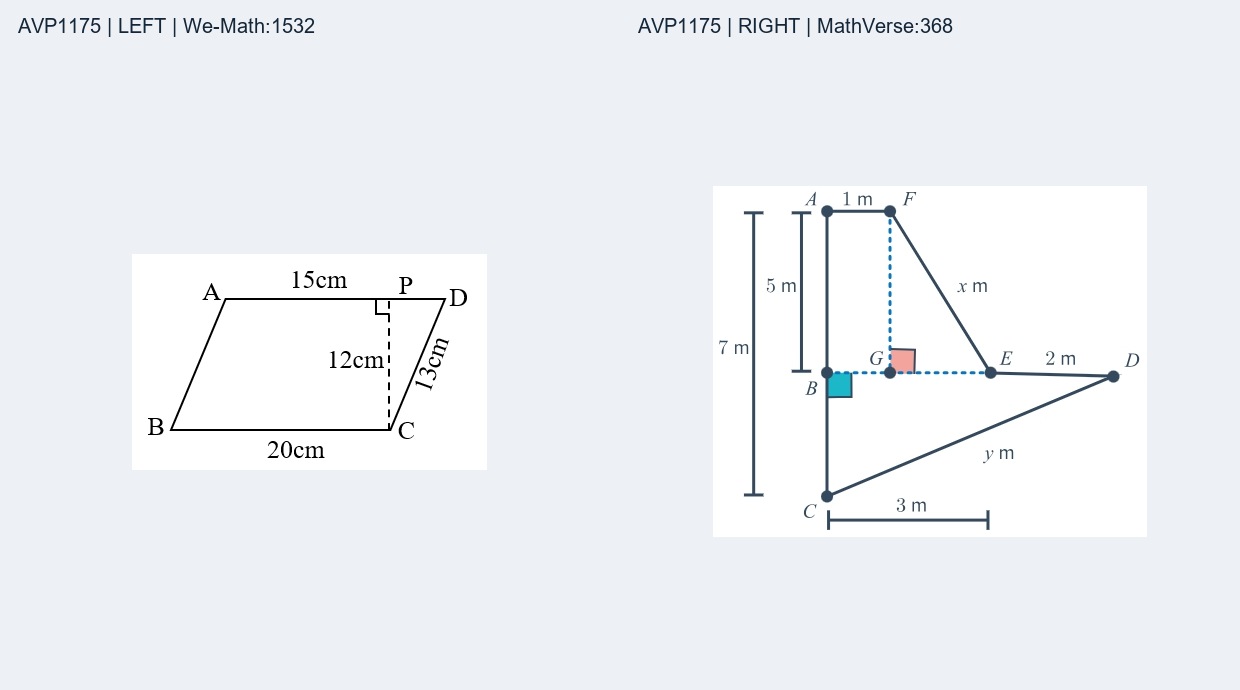 AVP1175 | LEFT | We-Math:1532
AVP1175 | RIGHT | MathVerse:368
15cm
A
P
D
12cm
13cm
B
C
20cm
A
1 m
F
5 m
x m
7 m
G
E
2 m
D
B
y m
C
3 m